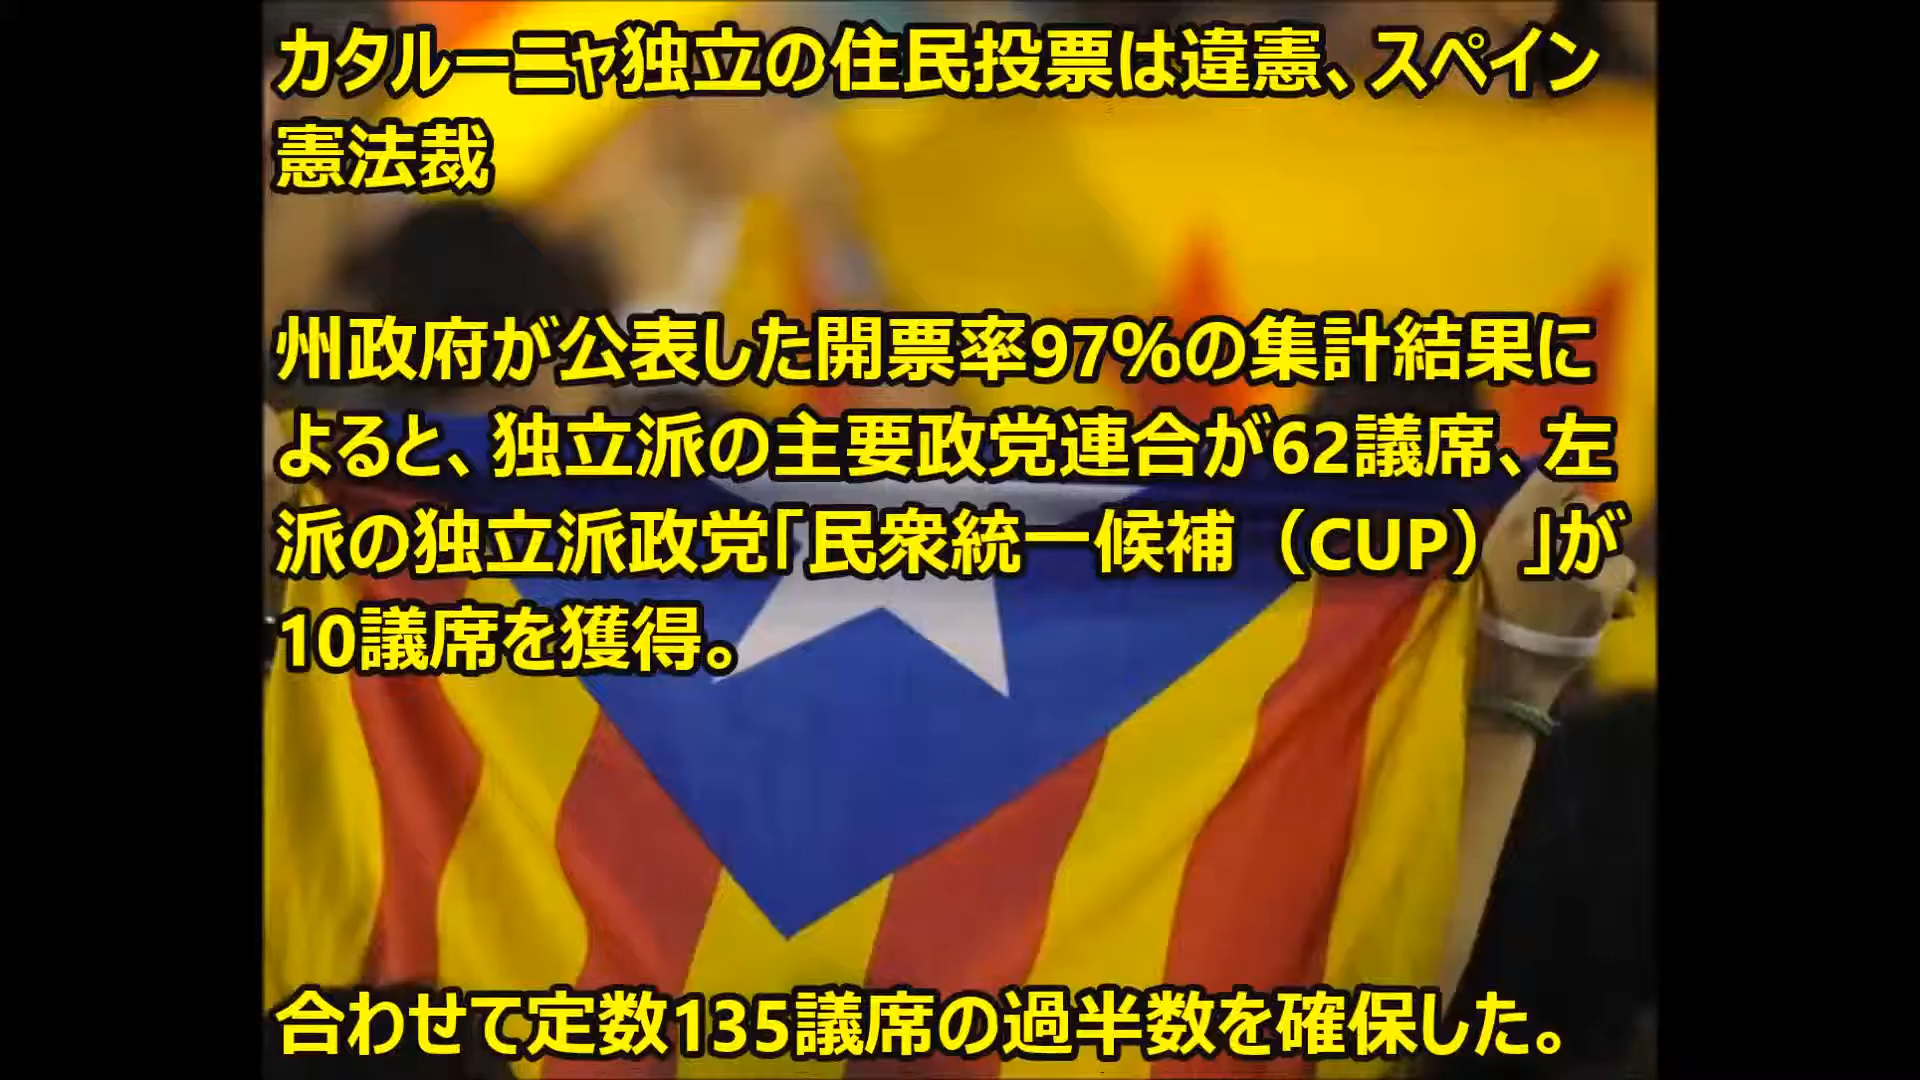 カタルーニャ独立の住民投票は違憲、スペイン
憲法裁
州政府が公表した開票率97%の集計結果に
よると、独立派の主要政党連合が62議席、左
派の独立派政党「民衆統一候補（CUP）」が
10議席を獲得。
合わせて定数135議席の過半数を確保した。